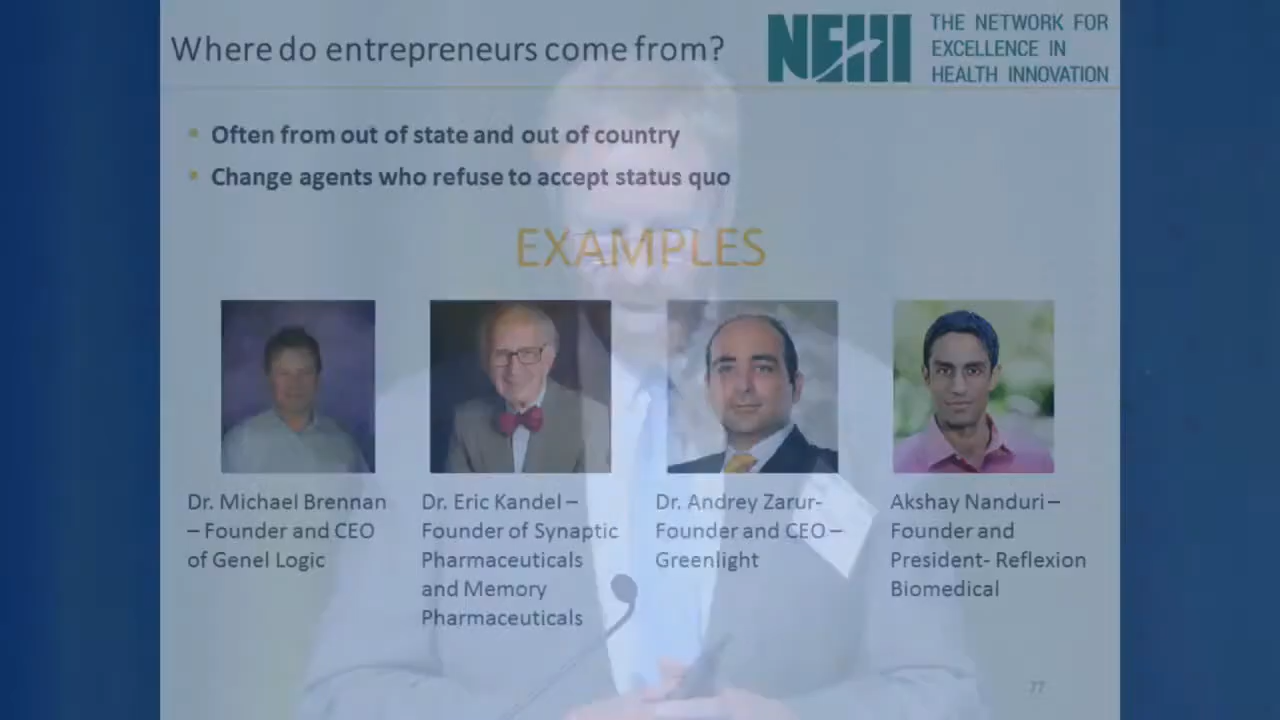 Where do entrepreneurs come from?
NEHI
THE NETWORK FOR
EXCELLENCE IN
HEALTH INNOVATION
Often from out of state and out of country
Change agents who refuse to accept status quo
EXAMPLES
Dr. Michael Brennan
– Founder and CEO
of Genel Logic
Dr. Eric Kandel –
Founder of Synaptic
Pharmaceuticals
and Memory
Pharmaceuticals
Dr. Andrey Zarur-
Founder and CEO –
Greenlight
Akshay Nanduri –
Founder and
President- Reflexion
Biomedical
77